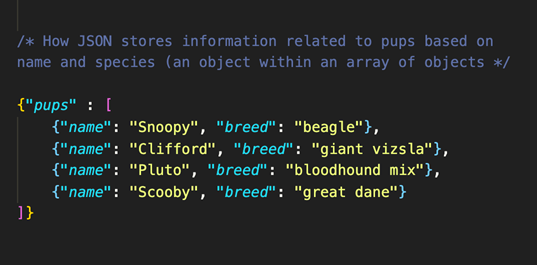 /* How JSON stores information related to pups based on
name and species (an object within an array of objects */
{"pups" : [
{"name": "Snoopy", "breed": "beagle"},
{"name": "Clifford", "breed": "giant vizsla"},
{"name": "Pluto", "breed": "bloodhound mix"},
{"name": "Scooby", "breed": "great dane"}
]}